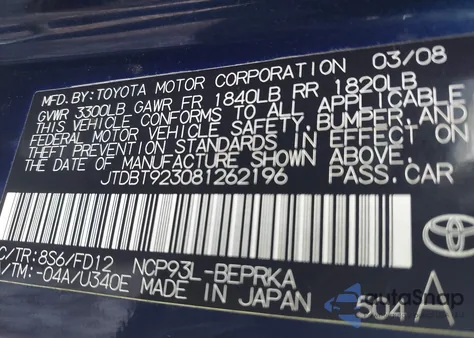 MFD. BY: TOYOTA MOTOR CORPORATION 03/08
GVWR 3300LB GAWR FR 1840LB RR 1820LB
THIS VEHICLE CONFORMS TO ALL APPLICABLE
FEDERAL MOTOR VEHICLE SAFETY, BUMPER, AND
THEFT PREVENTION STANDARDS IN EFFECT ON
THE DATE OF MANUFACTURE SHOWN ABOVE.
JTDBT923081262196 PASS. CAR
C/TR: 8S6/FD12 NCP93L-BEPRKA
A/TM: -04A/U340E MADE IN JAPAN 504 A
autoSnap